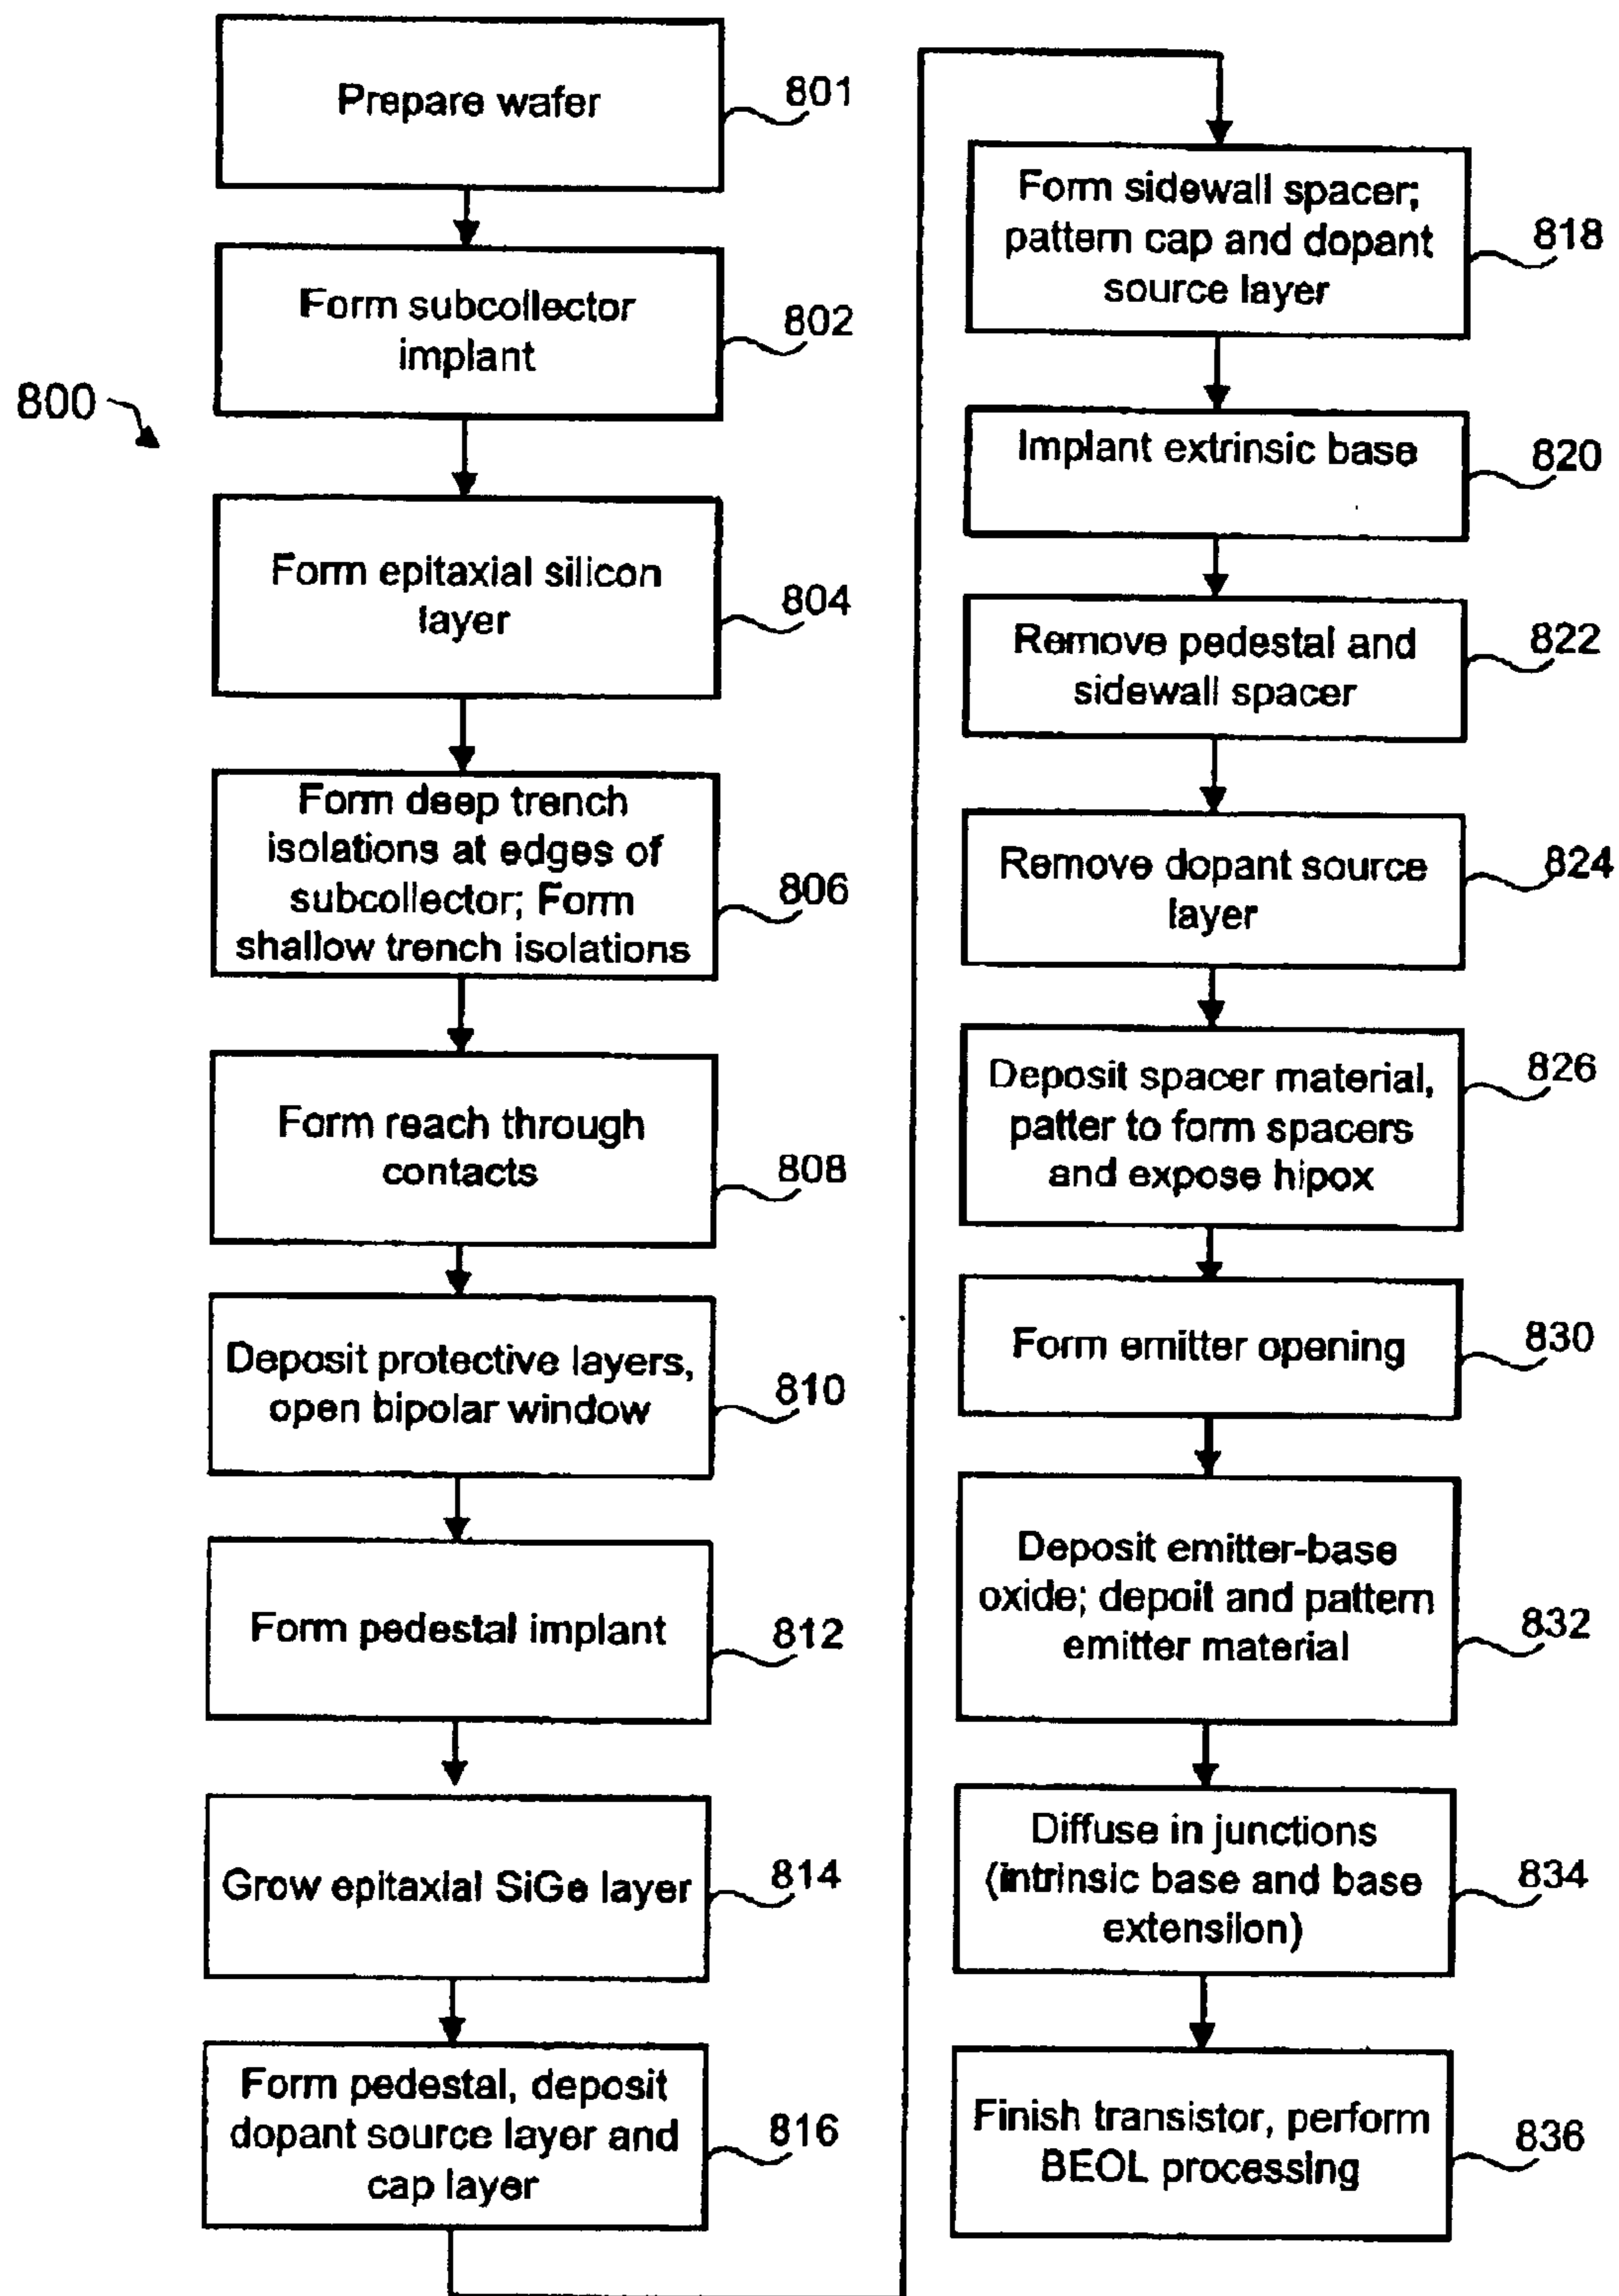 800
Prepare wafer
801
Form subcollector
implant
802
Form epitaxial silicon
layer
804
Form deep trench
isolations at edges of
subcollector; Form
shallow trench isolations
806
Form reach through
contacts
808
Deposit protective layers,
open bipolar window
810
Form pedestal implant
812
Grow epitaxial SiGe layer
814
Form pedestal, deposit
dopant source layer and
cap layer
816
Form sidewall spacer;
pattern cap and dopant
source layer
818
Implant extrinsic base
820
Remove pedestal and
sidewall spacer
822
Remove dopant source
layer
824
Deposit spacer material,
patter to form spacers
and expose hipox
826
Form emitter opening
830
Deposit emitter-base
oxide; depoit and pattern
emitter material
832
Diffuse in junctions
(intrinsic base and base
extensiion)
834
Finish transistor, perform
BEOL processing
836